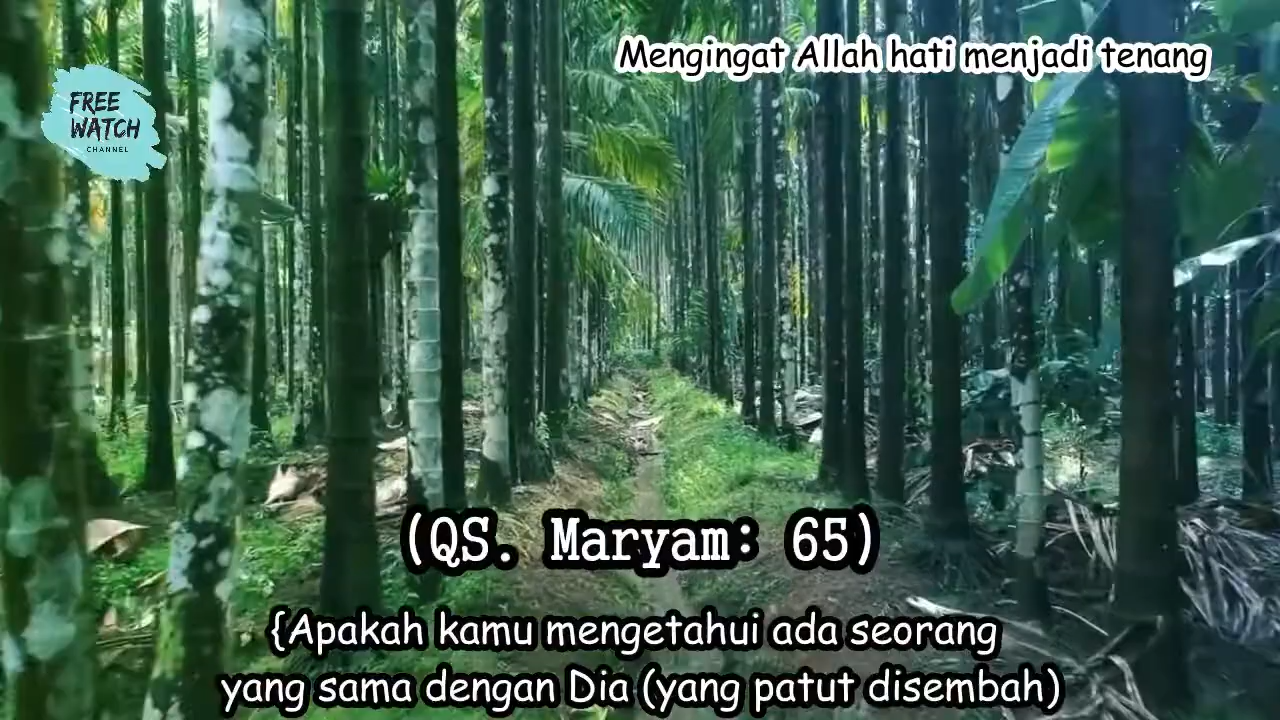 Mengingat Allah hati menjadi tenang
FREE
WATCH
CHANNEL
(QS. Maryam: 65)
{Apakah kamu mengetahui ada seorang
yang sama dengan Dia (yang patut disembah)